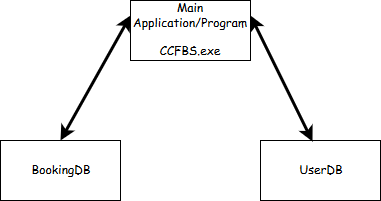 Main
Application/Program
CCFBS.exe
BookingDB
UserDB